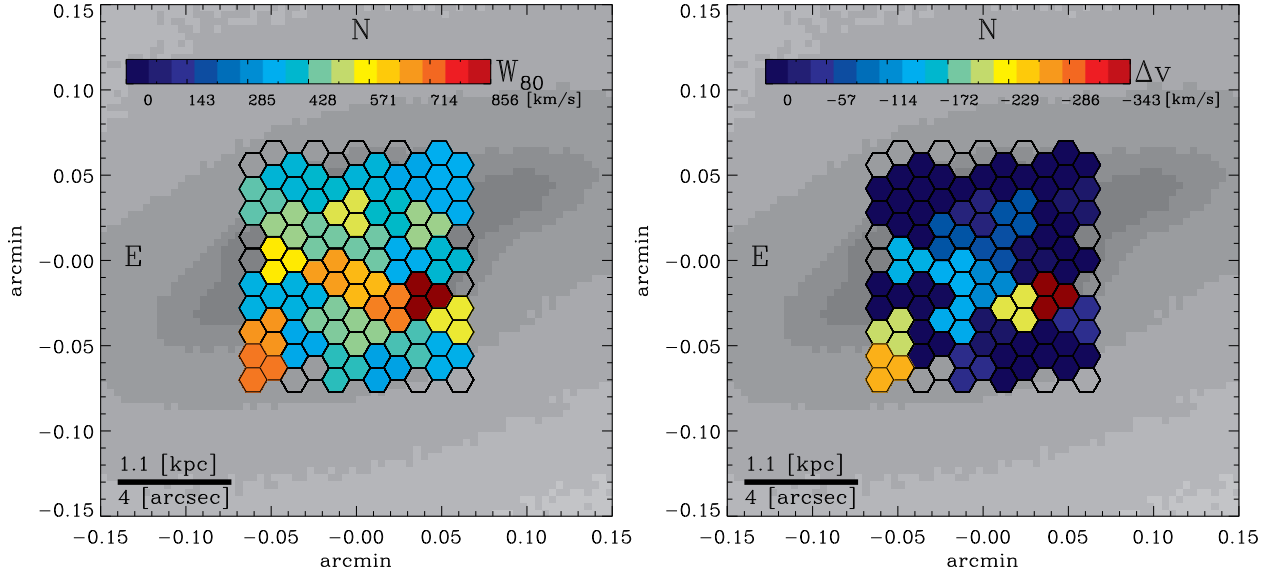 0.15
N
W80
0 143 285 428 571 714 856 [km/s]
0.10
0.05
E
−0.00
−0.05
−0.10
1.1 [kpc]
4 [arcsec]
−0.15
−0.15 −0.10 −0.05 −0.00 0.05 0.10 0.15
arcmin
arcmin
0.15
N
Δv
0 −57 −114 −172 −229 −286 −343 [km/s]
0.10
0.05
E
−0.00
−0.05
−0.10
1.1 [kpc]
4 [arcsec]
−0.15
−0.15 −0.10 −0.05 −0.00 0.05 0.10 0.15
arcmin
arcmin